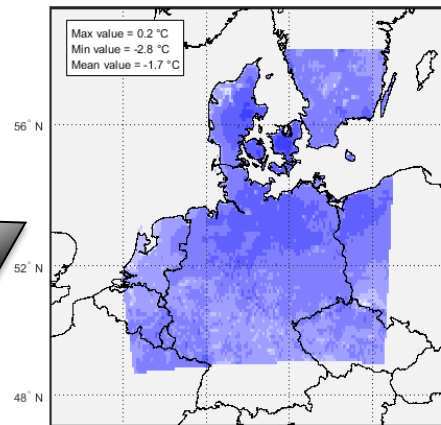 Max value = 0.2 °C
Min value = -2.8 °C
Mean value = -1.7 °C
56° N
52° N
48° N